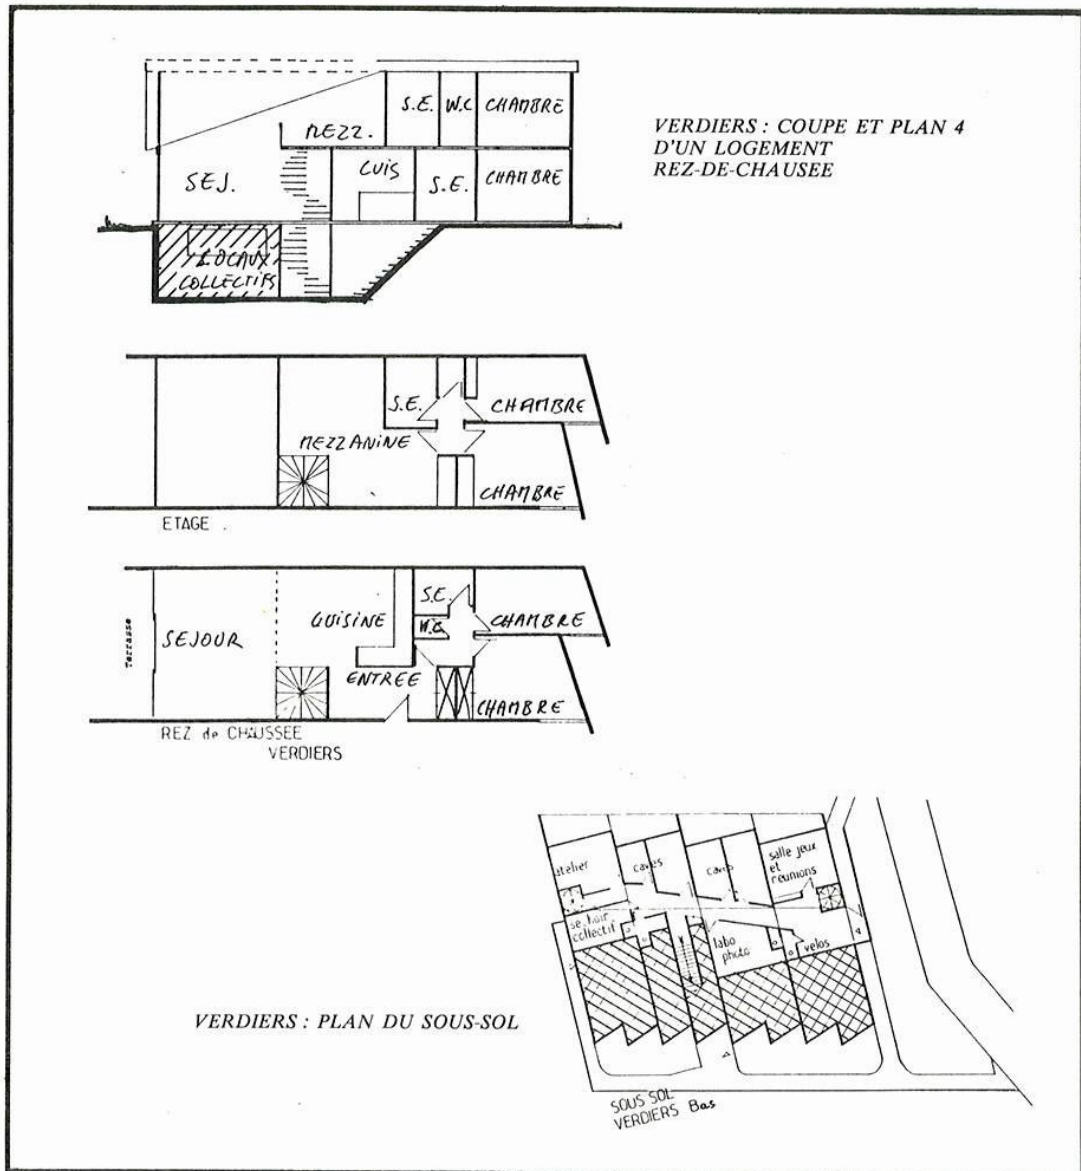 S.E.
W.C
CHAMBRE
MEZZ.
SEJ.
CUIS
S.E.
CHAMBRE
LOCAUX
COLLECTIFS
VERDIERS : COUPE ET PLAN 4
D'UN LOGEMENT
REZ-DE-CHAUSEE
S.E.
CHAMBRE
MEZZANINE
CHAMBRE
ETAGE
Terrasse
SEJOUR
CUISINE
S.E.
W.C
CHAMBRE
ENTREE
CHAMBRE
REZ de CHAUSSEE
VERDIERS
atelier
caves
caves
salle jeux
et
reunions
collectif
labo
photo
velos
VERDIERS : PLAN DU SOUS-SOL
SOUS SOL
VERDIERS Bas